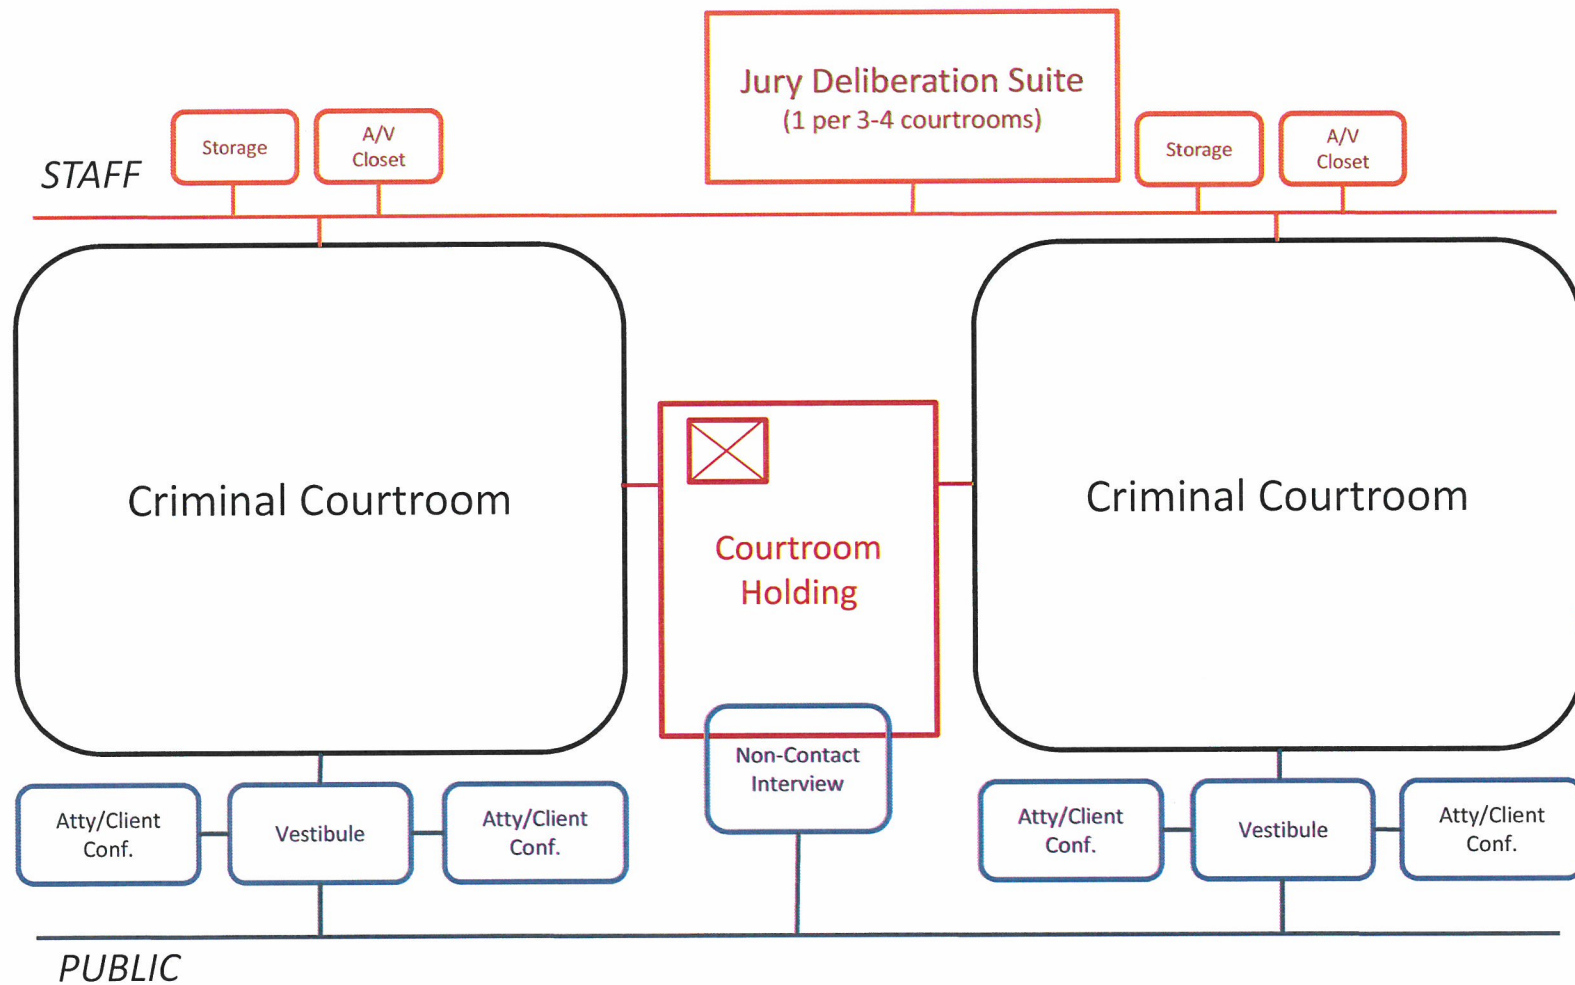 Jury Deliberation Suite
(1 per 3-4 courtrooms)
Storage
A/V
Closet
Storage
A/V
Closet
STAFF
Criminal Courtroom
Courtroom
Holding
Criminal Courtroom
Non-Contact
Interview
Atty/Client
Conf.
Vestibule
Atty/Client
Conf.
Atty/Client
Conf.
Vestibule
Atty/Client
Conf.
PUBLIC